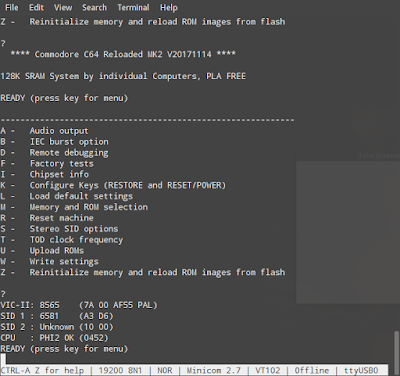 File Edit View Search Terminal Help
Z - Reinitialize memory and reload ROM images from flash
?
**** Commodore C64 Reloaded MK2 V20171114 ****
128K SRAM System by individual Computers, PLA FREE
READY (press key for menu)
------------------------------------------------------------
A - Audio output
B - IEC burst option
D - Remote debugging
F - Factory tests
I - Chipset info
K - Configure Keys (RESTORE and RESET/POWER)
L - Load default settings
M - Memory and ROM selection
R - Reset machine
S - Stereo SID options
T - TOD clock frequency
U - Upload ROMs
W - Write settings
Z - Reinitialize memory and reload ROM images from flash
?
VIC-II: 8565 (7A 00 AF55 PAL)
SID 1 : 6581 (A3 D6)
SID 2 : Unknown (10 00)
CPU : PHI2 OK (0452)
READY (press key for menu)
CTRL-A Z for help | 19200 8N1 | NOR | Minicom 2.7 | VT102 | Offline | ttyUSB0